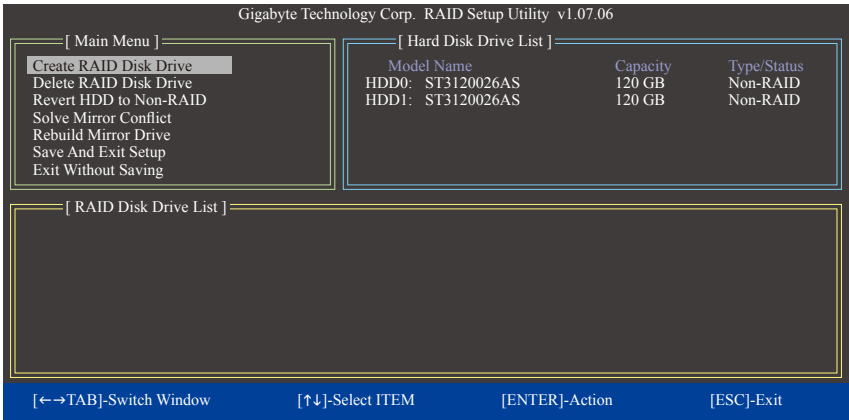 Gigabyte Technology Corp. RAID Setup Utility v1.07.06
[ Main Menu ]
Create RAID Disk Drive
Delete RAID Disk Drive
Revert HDD to Non-RAID
Solve Mirror Conflict
Rebuild Mirror Drive
Save And Exit Setup
Exit Without Saving
[ Hard Disk Drive List ]
Model Name Capacity Type/Status
HDD0: ST3120026AS 120 GB Non-RAID
HDD1: ST3120026AS 120 GB Non-RAID
[ RAID Disk Drive List ]
[←→TAB]-Switch Window [↑↓]-Select ITEM [ENTER]-Action [ESC]-Exit